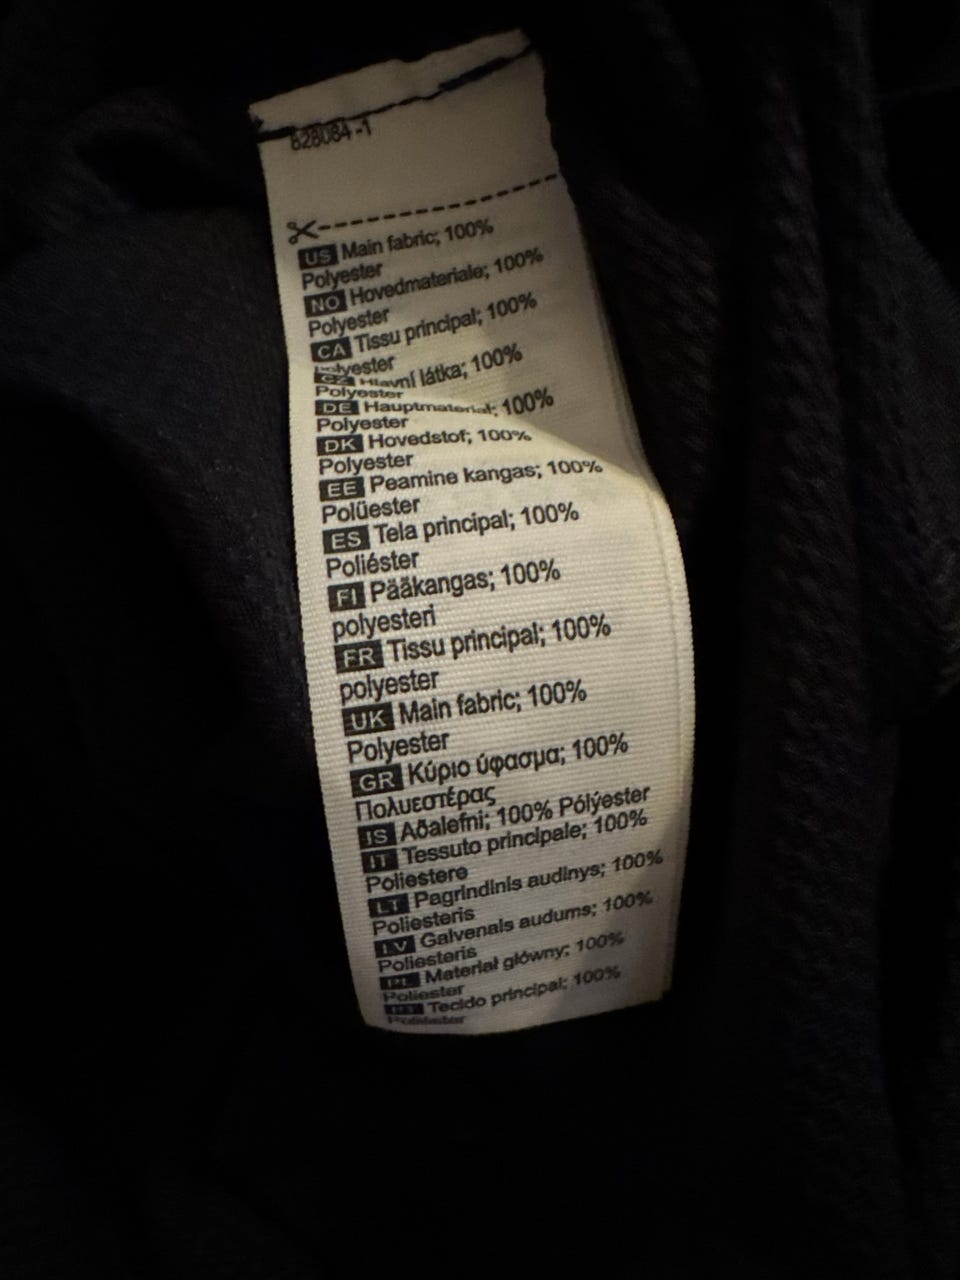 828084-1
US Main fabric; 100%
Polyester
NO Hovedmateriale; 100%
Polyester
CA Tissu principal; 100%
Polyester
CZ Hlavní látka; 100%
Polyester
DE Hauptmaterial; 100%
Polyester
DK Hovedstof; 100%
Polyester
EE Peamine kangas; 100%
Polüester
ES Tela principal; 100%
Poliéster
FI Pääkangas; 100%
polyesteri
FR Tissu principal; 100%
polyester
UK Main fabric; 100%
Polyester
GR Κύριο ύφασμα; 100%
Πολυεστέρας
IS Aðalefni; 100% Pólýester
IT Tessuto principale; 100%
Poliestere
LT Pagrindinis audinys; 100%
Poliesteris
LV Galvenais audums; 100%
Poliesteris
PL Materiał główny; 100%
Poliester
PT Tecido principal; 100%
Poliéster